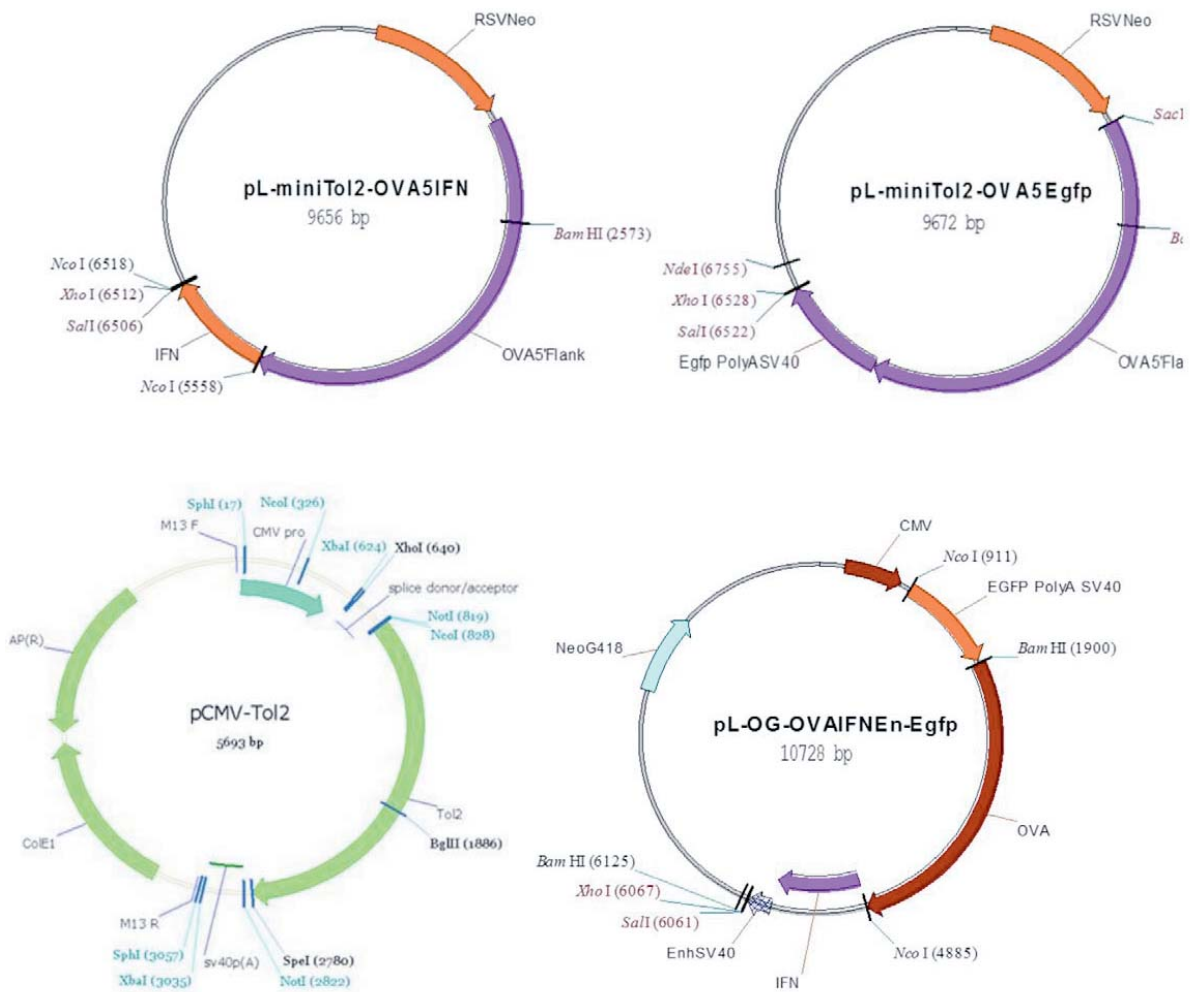 RSVNeo
pL-miniTol2-OVA5IFN
9656 bp
BamHI (2573)
NcoI (6518)
XhoI (6512)
SalI (6506)
IFN
NcoI (5558)
OVA5'Flank
RSVNeo
SacI
pL-miniTol2-OVA5Egfp
9672 bp
Ba
NdeI (6755)
XhoI (6528)
SalI (6522)
Egfp PolyASV40
OVA5'Fla
SphI (17)
NeoI (326)
M13 F
CMV pro
XbaI (624)
XhoI (640)
splice donor/acceptor
NotI (819)
NeoI (828)
AP(R)
pCMV-Tol2
5693 bp
Tol2
BglII (1886)
ColE1
M13 R
SphI (3057)
sv40p(A)
SpeI (2780)
XbaI (3035)
NotI (2822)
CMV
NcoI (911)
EGFP PolyA SV40
NeoG418
BamHI (1900)
pL-OG-OVAIFNEn-Egfp
10728 bp
OVA
BamHI (6125)
XhoI (6067)
SalI (6061)
EnhSV40
NcoI (4885)
IFN